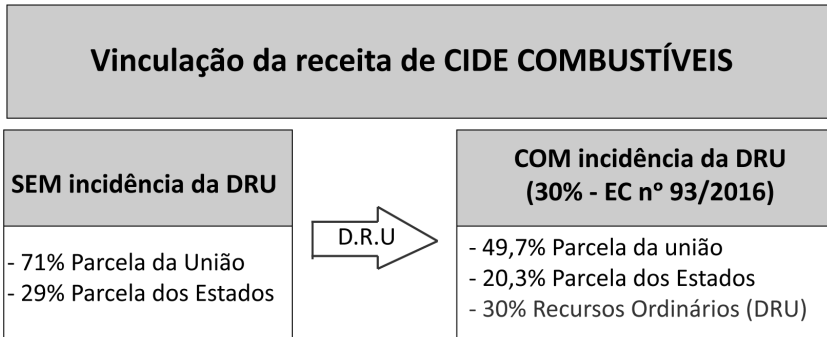 Vinculação da receita de CIDE COMBUSTÍVEIS
SEM incidência da DRU
- 71% Parcela da União
- 29% Parcela dos Estados
D.R.U
COM incidência da DRU
(30% - EC nº 93/2016)
- 49,7% Parcela da união
- 20,3% Parcela dos Estados
- 30% Recursos Ordinários (DRU)